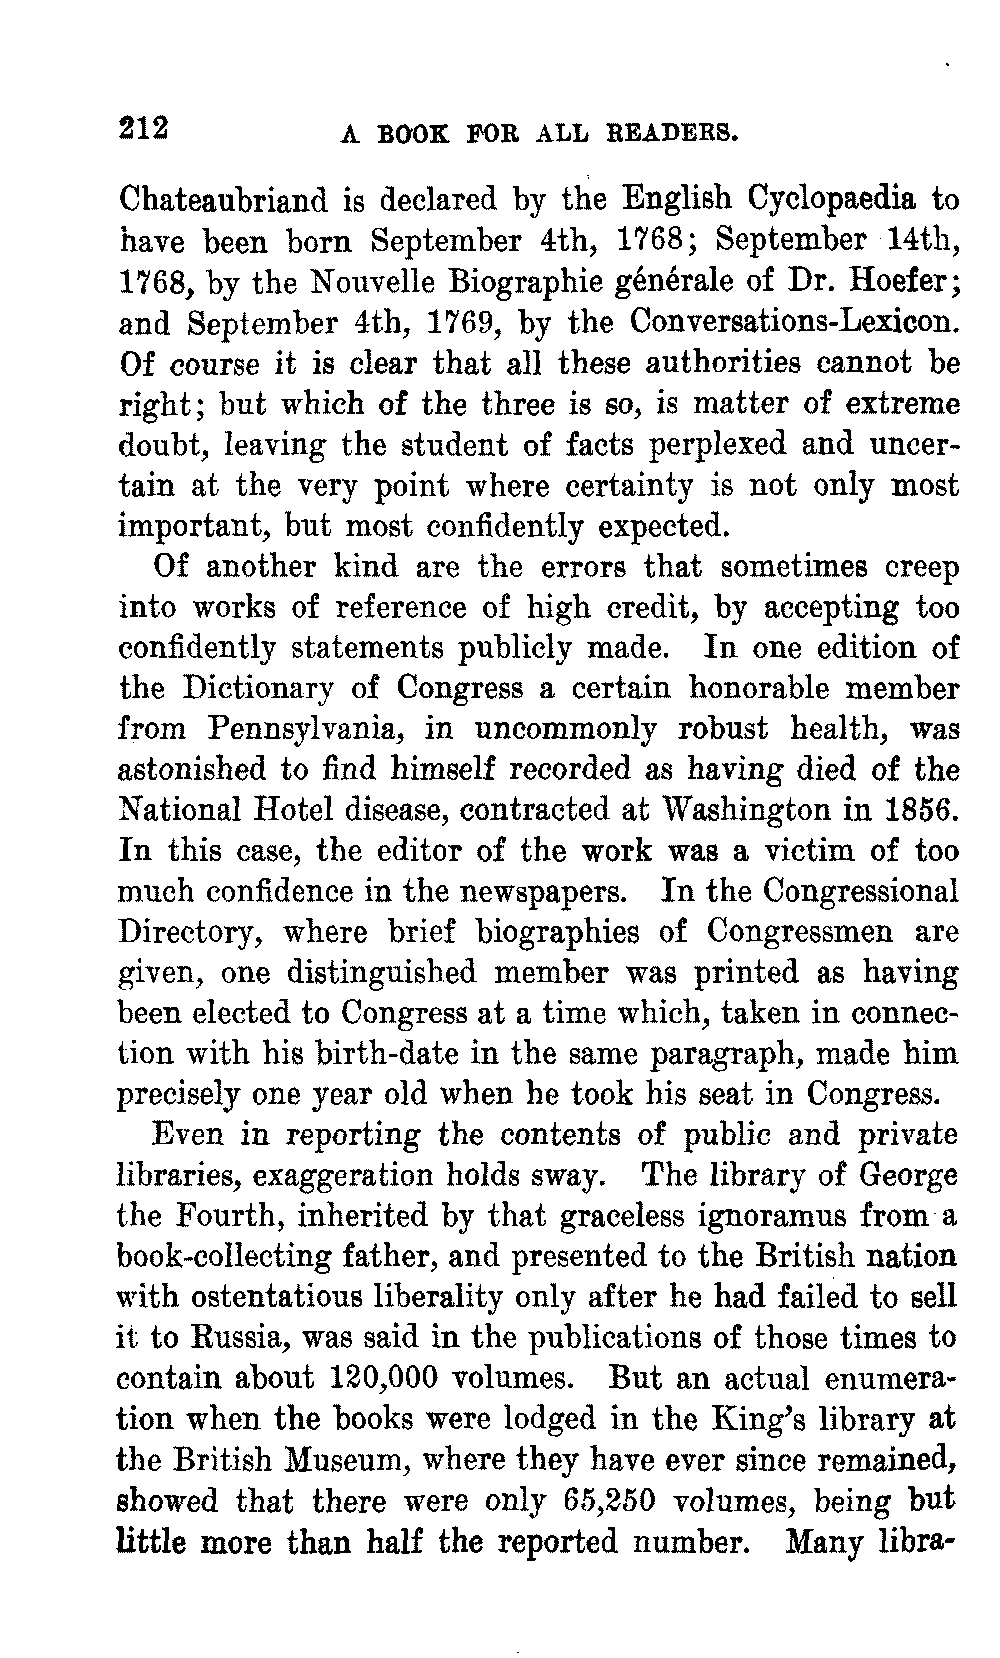 212
A BOOK FOR ALL READERS.
Chateaubriand is declared by the English Cyclopaedia to
have been born September 4th, 1768; September 14th,
1768, by the Nouvelle Biographie générale of Dr. Hoefer;
and September 4th, 1769, by the Conversations-Lexicon.
Of course it is clear that all these authorities cannot be
right; but which of the three is so, is matter of extreme
doubt, leaving the student of facts perplexed and uncer-
tain at the very point where certainty is not only most
important, but most confidently expected.
Of another kind are the errors that sometimes creep
into works of reference of high credit, by accepting too
confidently statements publicly made. In one edition of
the Dictionary of Congress a certain honorable member
from Pennsylvania, in uncommonly robust health, was
astonished to find himself recorded as having died of the
National Hotel disease, contracted at Washington in 1856.
In this case, the editor of the work was a victim of too
much confidence in the newspapers. In the Congressional
Directory, where brief biographies of Congressmen are
given, one distinguished member was printed as having
been elected to Congress at a time which, taken in connec-
tion with his birth-date in the same paragraph, made him
precisely one year old when he took his seat in Congress.
Even in reporting the contents of public and private
libraries, exaggeration holds sway. The library of George
the Fourth, inherited by that graceless ignoramus from a
book-collecting father, and presented to the British nation
with ostentatious liberality only after he had failed to sell
it to Russia, was said in the publications of those times to
contain about 120,000 volumes. But an actual enumera-
tion when the books were lodged in the King's library at
the British Museum, where they have ever since remained,
showed that there were only 65,250 volumes, being but
little more than half the reported number. Many libra-